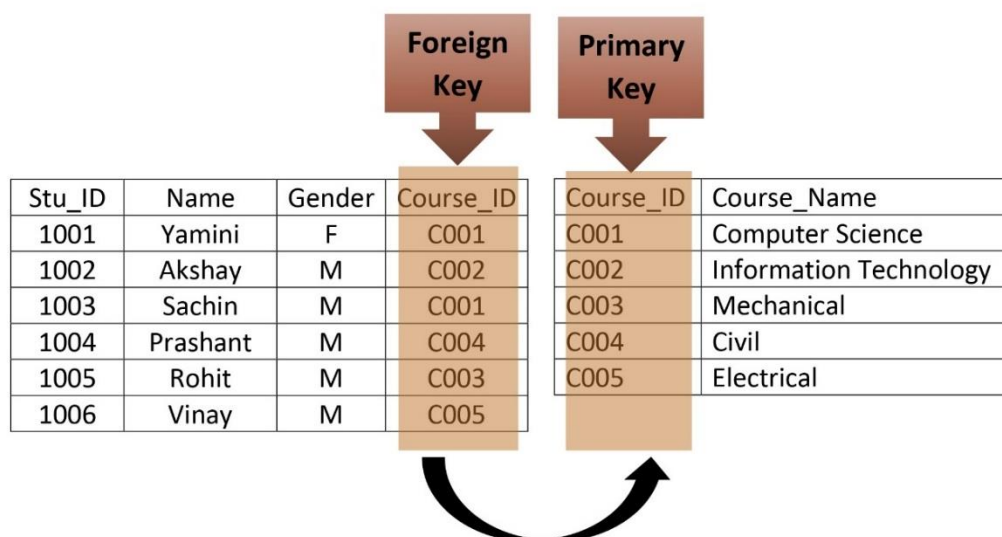 Foreign
Key
Primary
Key
Stu_ID Name Gender Course_ID
1001 Yamini F C001
1002 Akshay M C002
1003 Sachin M C001
1004 Prashant M C004
1005 Rohit M C003
1006 Vinay M C005
Course_ID Course_Name
C001 Computer Science
C002 Information Technology
C003 Mechanical
C004 Civil
C005 Electrical